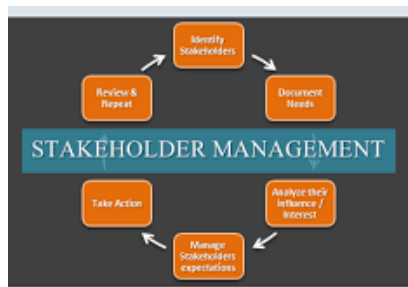 Identify
Stakeholders
Review &
Repeat
Document
Needs
STAKEHOLDER MANAGEMENT
Take Action
Analyze their
influence /
Interest
Manage
Stakeholders
expectations